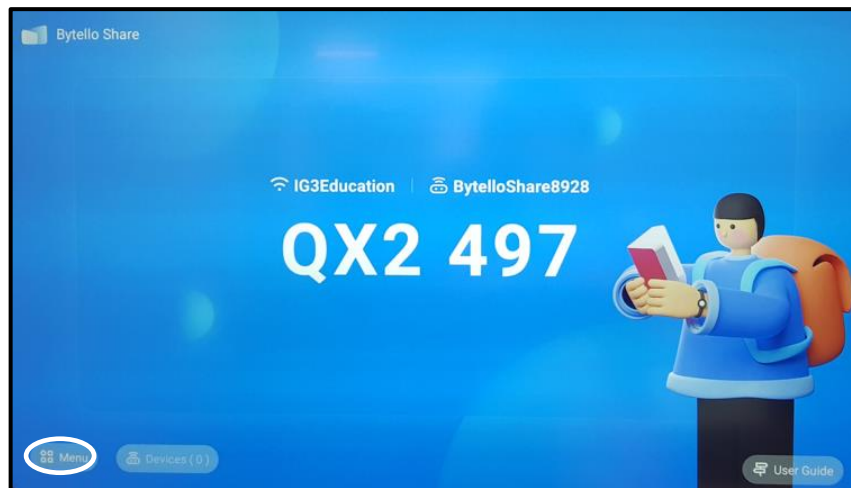 Bytello Share
IG3Education | BytelloShare8928
QX2 497
Menu
Devices ( 0 )
User Guide